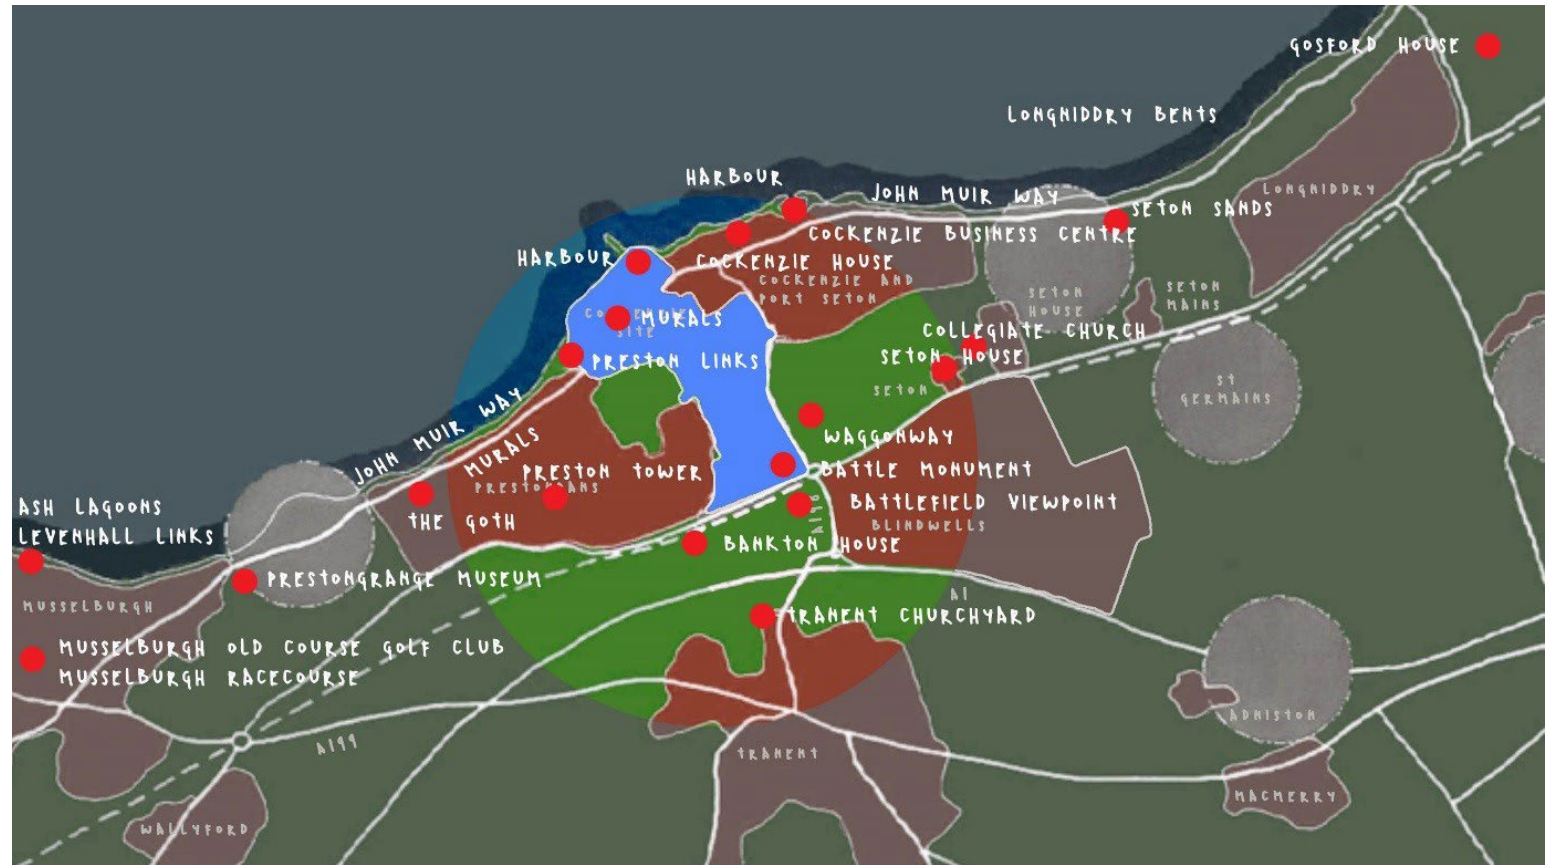 GOSFORD HOUSE
LONGNIDDRY BENTS
HARBOUR
JOHN MUIR WAY
LONGNIDDRY
SETON SANDS
COCKENZIE BUSINESS CENTRE
HARBOUR
COCKENZIE HOUSE
COCKENZIE AND
PORT SETON
SETON
HOUSE
SETON
MAINS
MURALS
SITE
COLLEGIATE CHURCH
SETON HOUSE
PRESTON LINKS
SETON
ST
GERMAINS
JOHN MUIR WAY
MURALS
WAGGONWAY
PRESTON TOWER
BATTLE MONUMENT
PRESTONPANS
THE GOTH
BATTLEFIELD VIEWPOINT
BLINDWELLS
A198
ASH LAGOONS
LEVENHALL LINKS
BANKTON HOUSE
PRESTONGRANGE MUSEUM
A1
MUSSELBURGH
TRANENT CHURCHYARD
MUSSELBURGH OLD COURSE GOLF CLUB
MUSSELBURGH RACECOURSE
ADNISTON
A199
TRANENT
MACMERRY
WALLYFORD